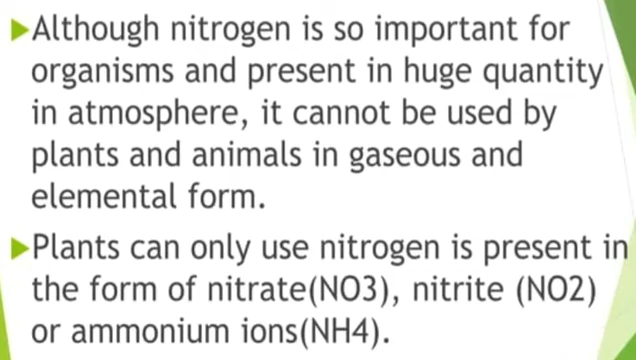 Although nitrogen is so important for
organisms and present in huge quantity
in atmosphere, it cannot be used by
plants and animals in gaseous and
elemental form.
Plants can only use nitrogen is present in
the form of nitrate(NO3), nitrite (NO2)
or ammonium ions(NH4).